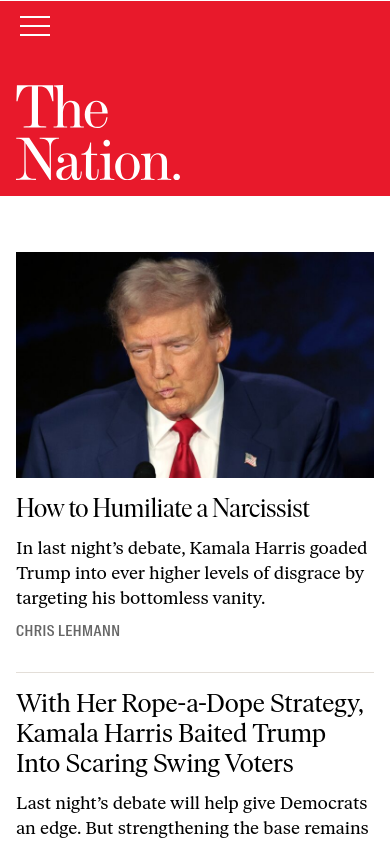 The
Nation.
How to Humiliate a Narcissist
In last night’s debate, Kamala Harris goaded
Trump into ever higher levels of disgrace by
targeting his bottomless vanity.
CHRIS LEHMANN
With Her Rope-a-Dope Strategy,
Kamala Harris Baited Trump
Into Scaring Swing Voters
Last night’s debate will help give Democrats
an edge. But strengthening the base remains